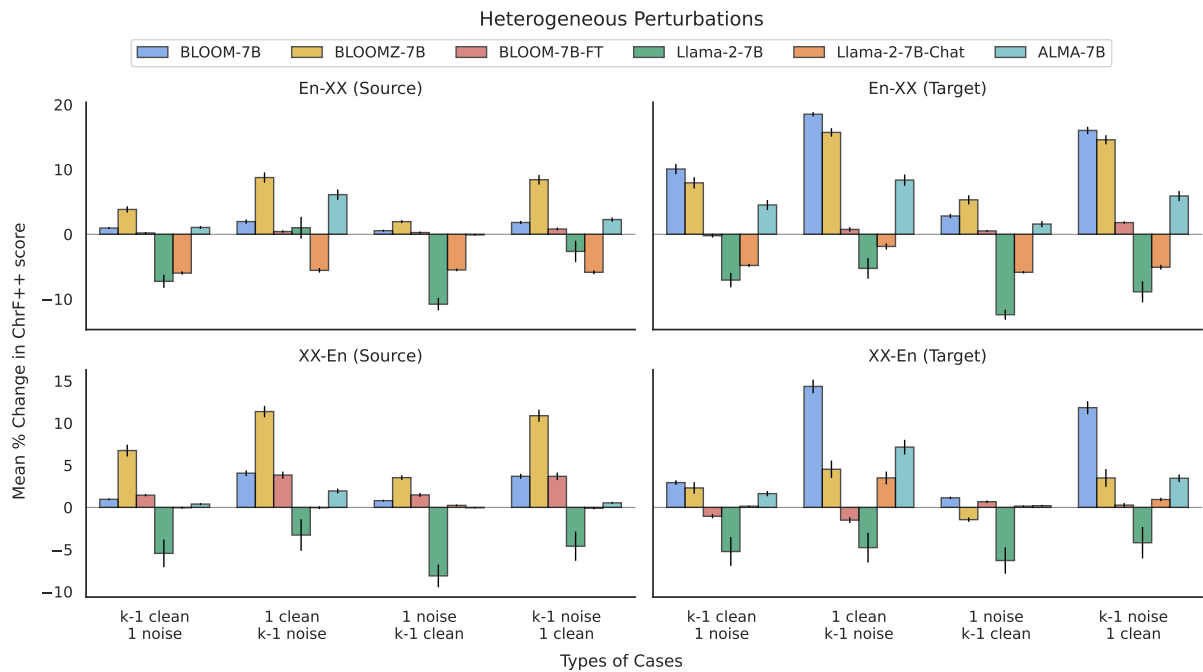 Heterogeneous Perturbations
BLOOM-7B BLOOMZ-7B BLOOM-7B-FT Llama-2-7B Llama-2-7B-Chat ALMA-7B
En-XX (Source)
20
10
0
−10
En-XX (Target)
Mean % Change in ChrF++ score
XX-En (Source)
15
10
5
0
−5
−10
k-1 clean
1 noise
1 clean
k-1 noise
1 noise
k-1 clean
k-1 noise
1 clean
XX-En (Target)
k-1 clean
1 noise
1 clean
k-1 noise
1 noise
k-1 clean
k-1 noise
1 clean
Types of Cases